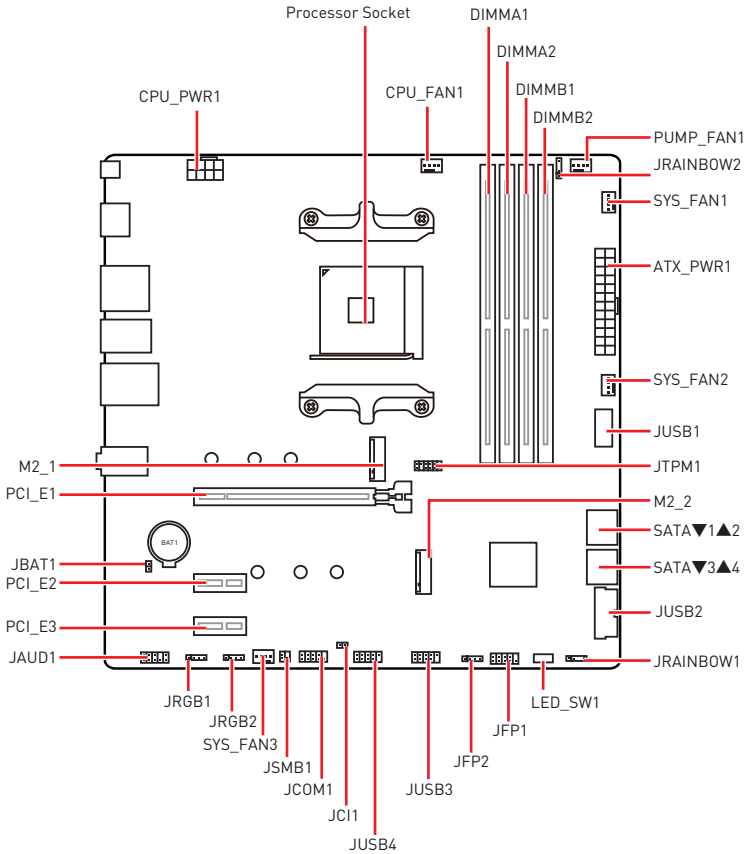 Processor Socket
DIMMA1
DIMMA2
CPU_PWR1
CPU_FAN1
DIMMB1
DIMMB2
PUMP_FAN1
JRAINBOW2
SYS_FAN1
ATX_PWR1
SYS_FAN2
JUSB1
M2_1
JTPM1
PCI_E1
M2_2
SATA▼1▲2
BAT1
JBAT1
SATA▼3▲4
PCI_E2
JUSB2
PCI_E3
JAUD1
JRAINBOW1
JRGB1
LED_SW1
JRGB2
JFP1
SYS_FAN3
JFP2
JSMB1
JCOM1
JUSB3
JCI1
JUSB4